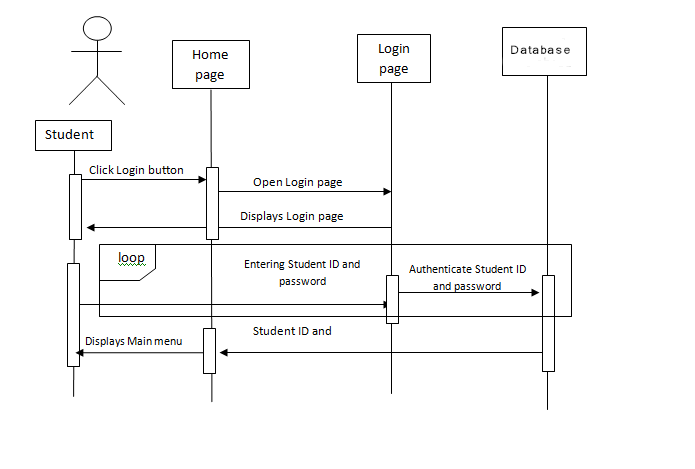 Home
page
Login
page
Database
Student
Click Login button
Open Login page
Displays Login page
loop
Entering Student ID and
password
Authenticate Student ID
and password
Student ID and
Displays Main menu